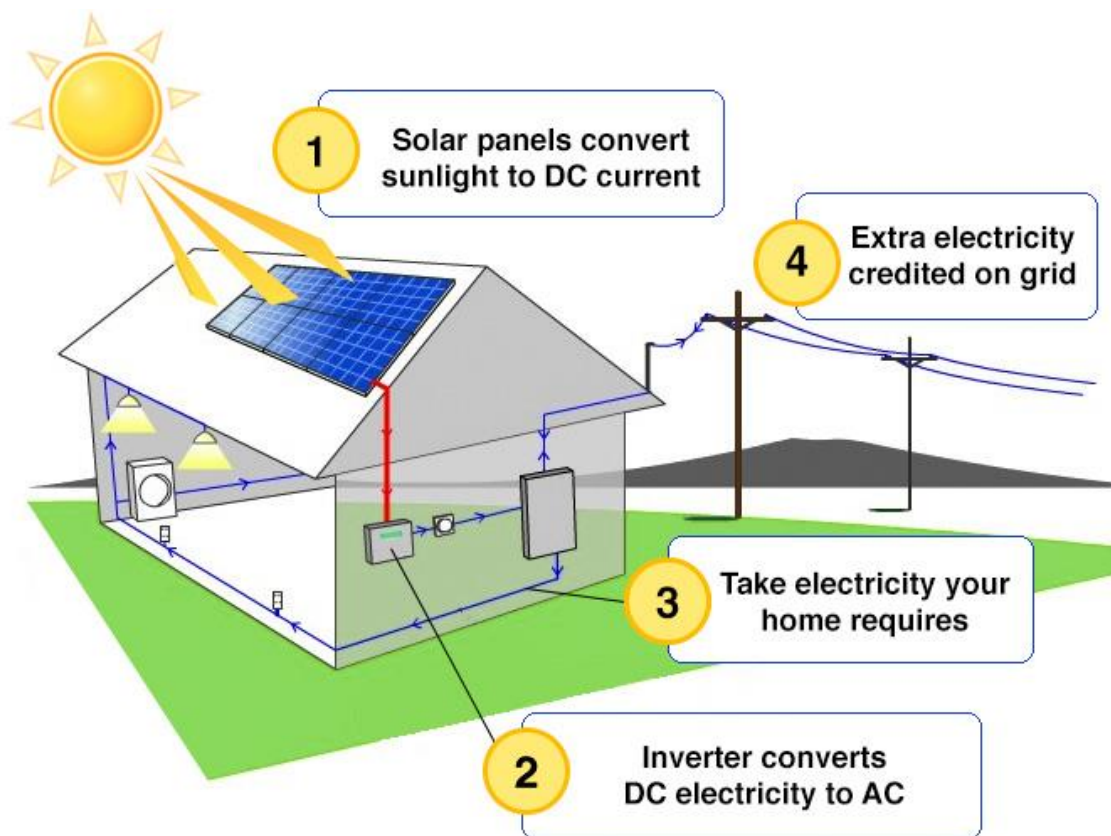 1
Solar panels convert
sunlight to DC current
4
Extra electricity
credited on grid
3
Take electricity your
home requires
2
Inverter converts
DC electricity to AC